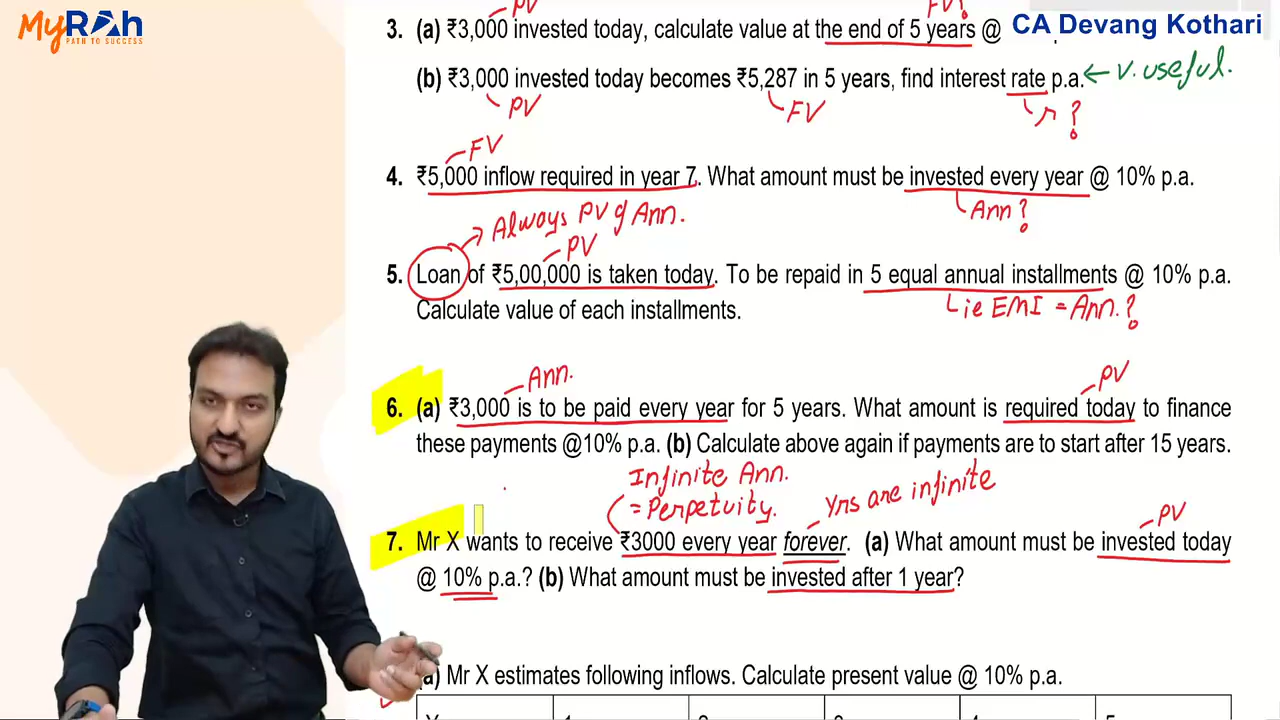 MyRAh
PATH TO SUCCESS
CA Devang Kothari
PV
FV?
3. (a) ₹3,000 invested today, calculate value at the end of 5 years @
(b) ₹3,000 invested today becomes ₹5,287 in 5 years, find interest rate p.a. ← v. useful.
PV
FV
r?
FV
4. ₹5,000 inflow required in year 7. What amount must be invested every year @ 10% p.a.
Ann?
→ Always PV of Ann.
PV
5. Loan of ₹5,00,000 is taken today. To be repaid in 5 equal annual installments @ 10% p.a.
Calculate value of each installments.
ie EMI = Ann.?
Ann.
PV
6. (a) ₹3,000 is to be paid every year for 5 years. What amount is required today to finance
these payments @10% p.a. (b) Calculate above again if payments are to start after 15 years.
Infinite Ann.
= Perpetuity.
Yrs are infinite
PV
7. Mr X wants to receive ₹3000 every year forever. (a) What amount must be invested today
@ 10% p.a.? (b) What amount must be invested after 1 year?
(a) Mr X estimates following inflows. Calculate present value @ 10% p.a.
1 2 3 4 5